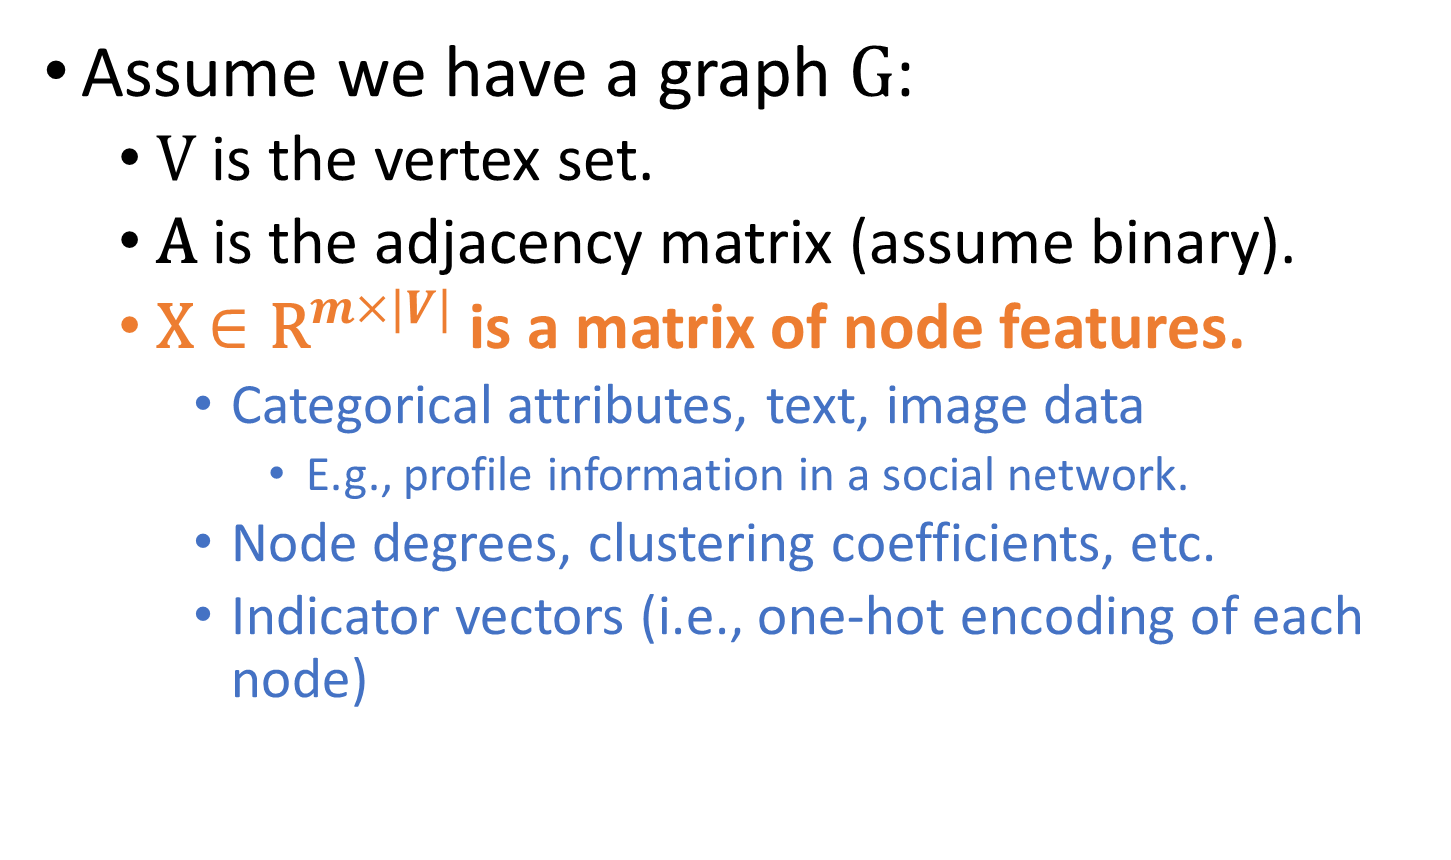 • Assume we have a graph G:
• V is the vertex set.
• A is the adjacency matrix (assume binary).
• X ∈ R^{m×|V|} is a matrix of node features.
• Categorical attributes, text, image data
• E.g., profile information in a social network.
• Node degrees, clustering coefficients, etc.
• Indicator vectors (i.e., one-hot encoding of each
node)